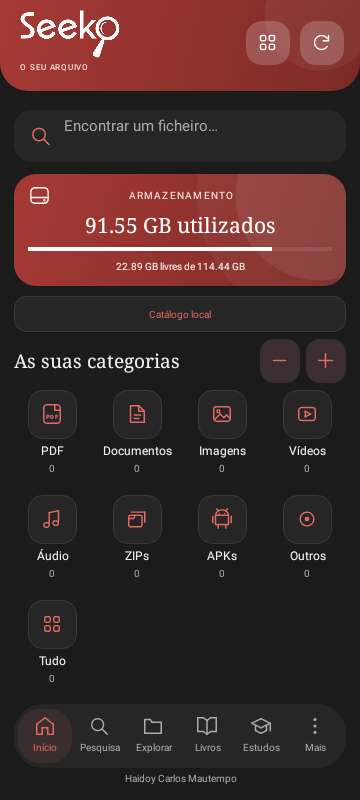 Seeko
O SEU ARQUIVO
Encontrar um ficheiro...
ARMAZENAMENTO
91.55 GB utilizados
22.89 GB livres de 114.44 GB
Catálogo local
As suas categorias
PDF
PDF Documentos Imagens Vídeos
0 0 0 0
Áudio ZIPs APKs Outros
0 0 0 0
Tudo
0
Início Pesquisa Explorar Livros Estudos Mais
Haidoy Carlos Mautempo